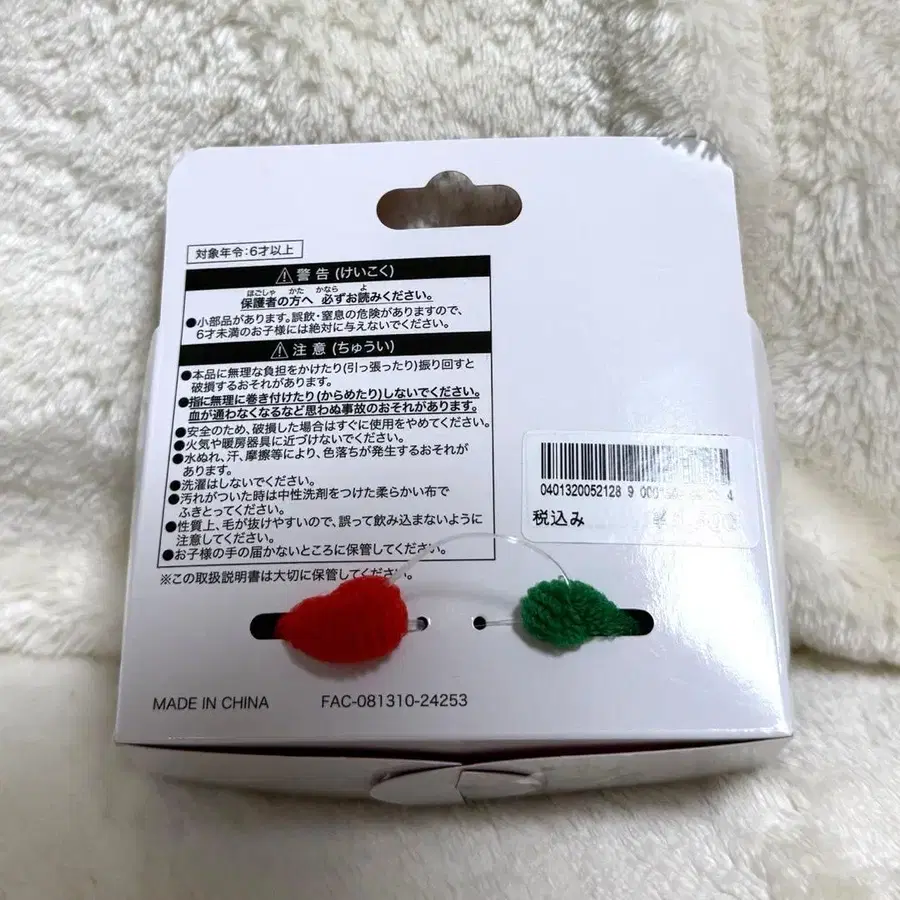 対象年令:6才以上
⚠警告(けいこく)
ほごしゃ かた かなら よ
保護者の方へ 必ずお読みください。
●小部品があります。誤飲・窒息の危険がありますので、
6才未満のお子様には絶対に与えないでください。
⚠注意(ちゅうい)
●本品に無理な負担をかけたり(引っ張ったり)振り回すと
破損するおそれがあります。
●指に無理に巻き付けたり(からめたり)しないでください。
血が通わなくなるなど思わぬ事故のおそれがあります。
●安全のため、破損した場合はすぐに使用をやめてください。
●火気や暖房器具に近づけないでください。
●水ぬれ、汗、摩擦等により、色落ちが発生するおそれが
あります。
●洗濯はしないでください。
●汚れがついた時は中性洗剤をつけた柔らかい布で
ふきとってください。
●性質上、毛が抜けやすいので、誤って飲み込まないように
注意してください。
●お子様の手の届かないところに保管してください。
※この取扱説明書は大切に保管してください。
0401320052128 9
税込み
MADE IN CHINA FAC-081310-24253